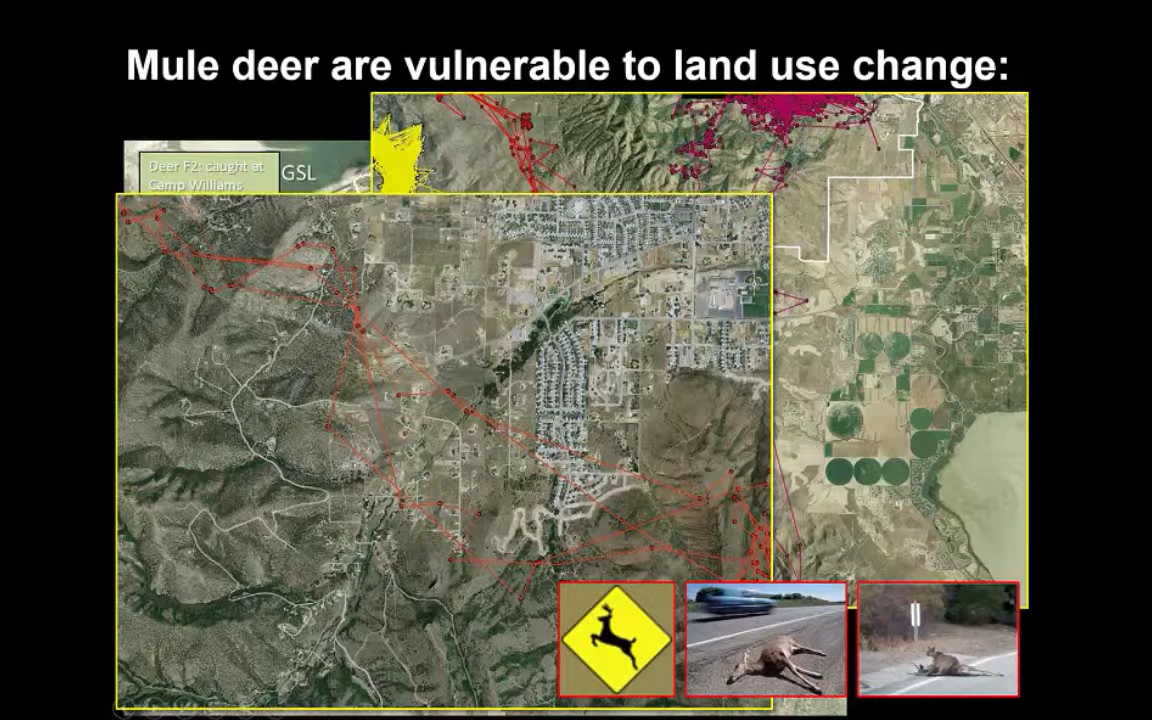 Mule deer are vulnerable to land use change:
Deer F2: caught at
Camp Williams
GSL